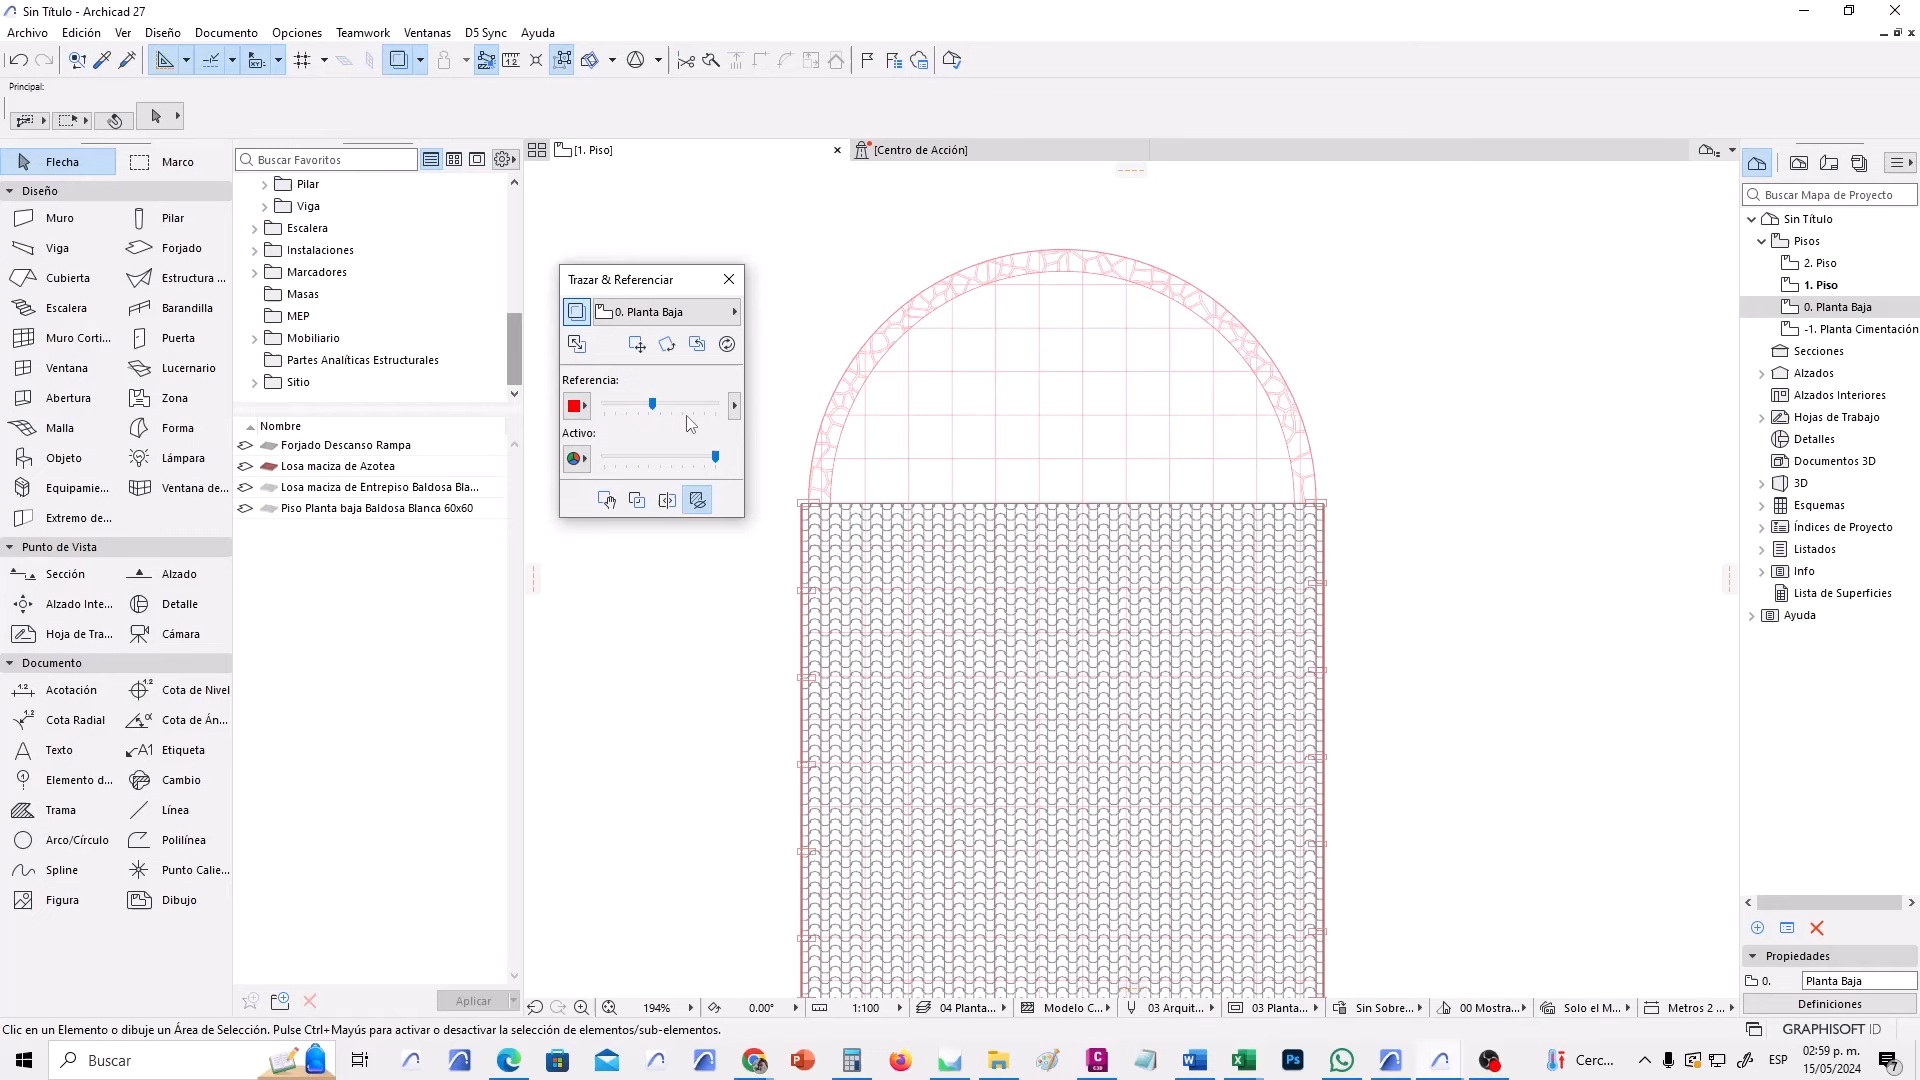 Sin Título - Archicad 27
Archivo Edición Ver Diseño Documento Opciones Teamwork Ventanas D5 Sync Ayuda
Principal:
Flecha Marco
Diseño
Muro Pilar
Viga Forjado
Cubierta Estructura ...
Escalera Barandilla
Muro Corti... Puerta
Ventana Lucernario
Abertura Zona
Malla Forma
Objeto Lámpara
Equipamie... Ventana de...
Extremo de...
Punto de Vista
Sección Alzado
Alzado Inte... Detalle
Hoja de Tra... Cámara
Documento
Acotación Cota de Nivel
Cota Radial Cota de Án...
Texto Etiqueta
Elemento d... Cambio
Trama Línea
Arco/Círculo Polilínea
Spline Punto Calie...
Figura Dibujo
Buscar Favoritos
Pilar
Viga
Escalera
Instalaciones
Marcadores
Masas
MEP
Mobiliario
Partes Analíticas Estructurales
Sitio
Nombre
Forjado Descanso Rampa
Losa maciza de Azotea
Losa maciza de Entrepiso Baldosa Bla...
Piso Planta baja Baldosa Blanca 60x60
Aplicar
[1. Piso]
[Centro de Acción]
Trazar & Referenciar
0. Planta Baja
Referencia:
Activo:
Buscar Mapa de Proyecto
Sin Título
Pisos
2. Piso
1. Piso
0. Planta Baja
-1. Planta Cimentación
Secciones
Alzados
Alzados Interiores
Hojas de Trabajo
Detalles
Documentos 3D
3D
Esquemas
Índices de Proyecto
Listados
Info
Lista de Superficies
Ayuda
Propiedades
0. Planta Baja
Definiciones
194% 0.00° 1:100 04 Planta... Modelo C... 03 Arquit... 03 Planta... Sin Sobre... 00 Mostra... Solo el M... Metros 2 ...
Clic en un Elemento o dibuje un Área de Selección. Pulse Ctrl+Mayús para activar o desactivar la selección de elementos/sub-elementos.
GRAPHISOFT ID
Buscar
Cerc...
ESP
02:59 p. m.
15/05/2024
7